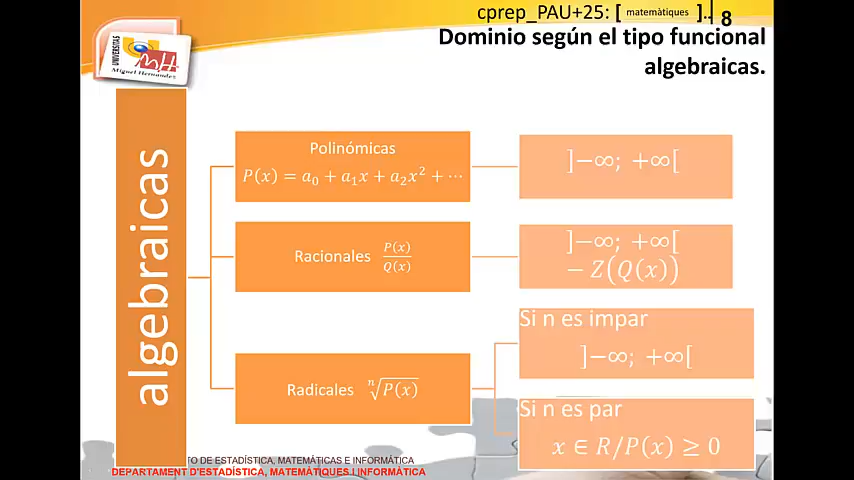 cprep_PAU+25: [ matemàtiques ].. 8
Dominio según el tipo funcional
algebraicas.
UNIVERSITAS
Miguel Hernández
algebraicas
Polinómicas
P(x) = a₀ + a₁x + a₂x² + ⋯
]−∞; +∞[
Racionales P(x)/Q(x)
]−∞; +∞[
− Z(Q(x))
Radicales ⁿ√P(x)
Si n es impar
]−∞; +∞[
Si n es par
x ∈ R/P(x) ≥ 0
TO DE ESTADÍSTICA, MATEMÁTICAS E INFORMÁTICA
DEPARTAMENT D'ESTADÍSTICA, MATEMÀTIQUES I INFORMÀTICA